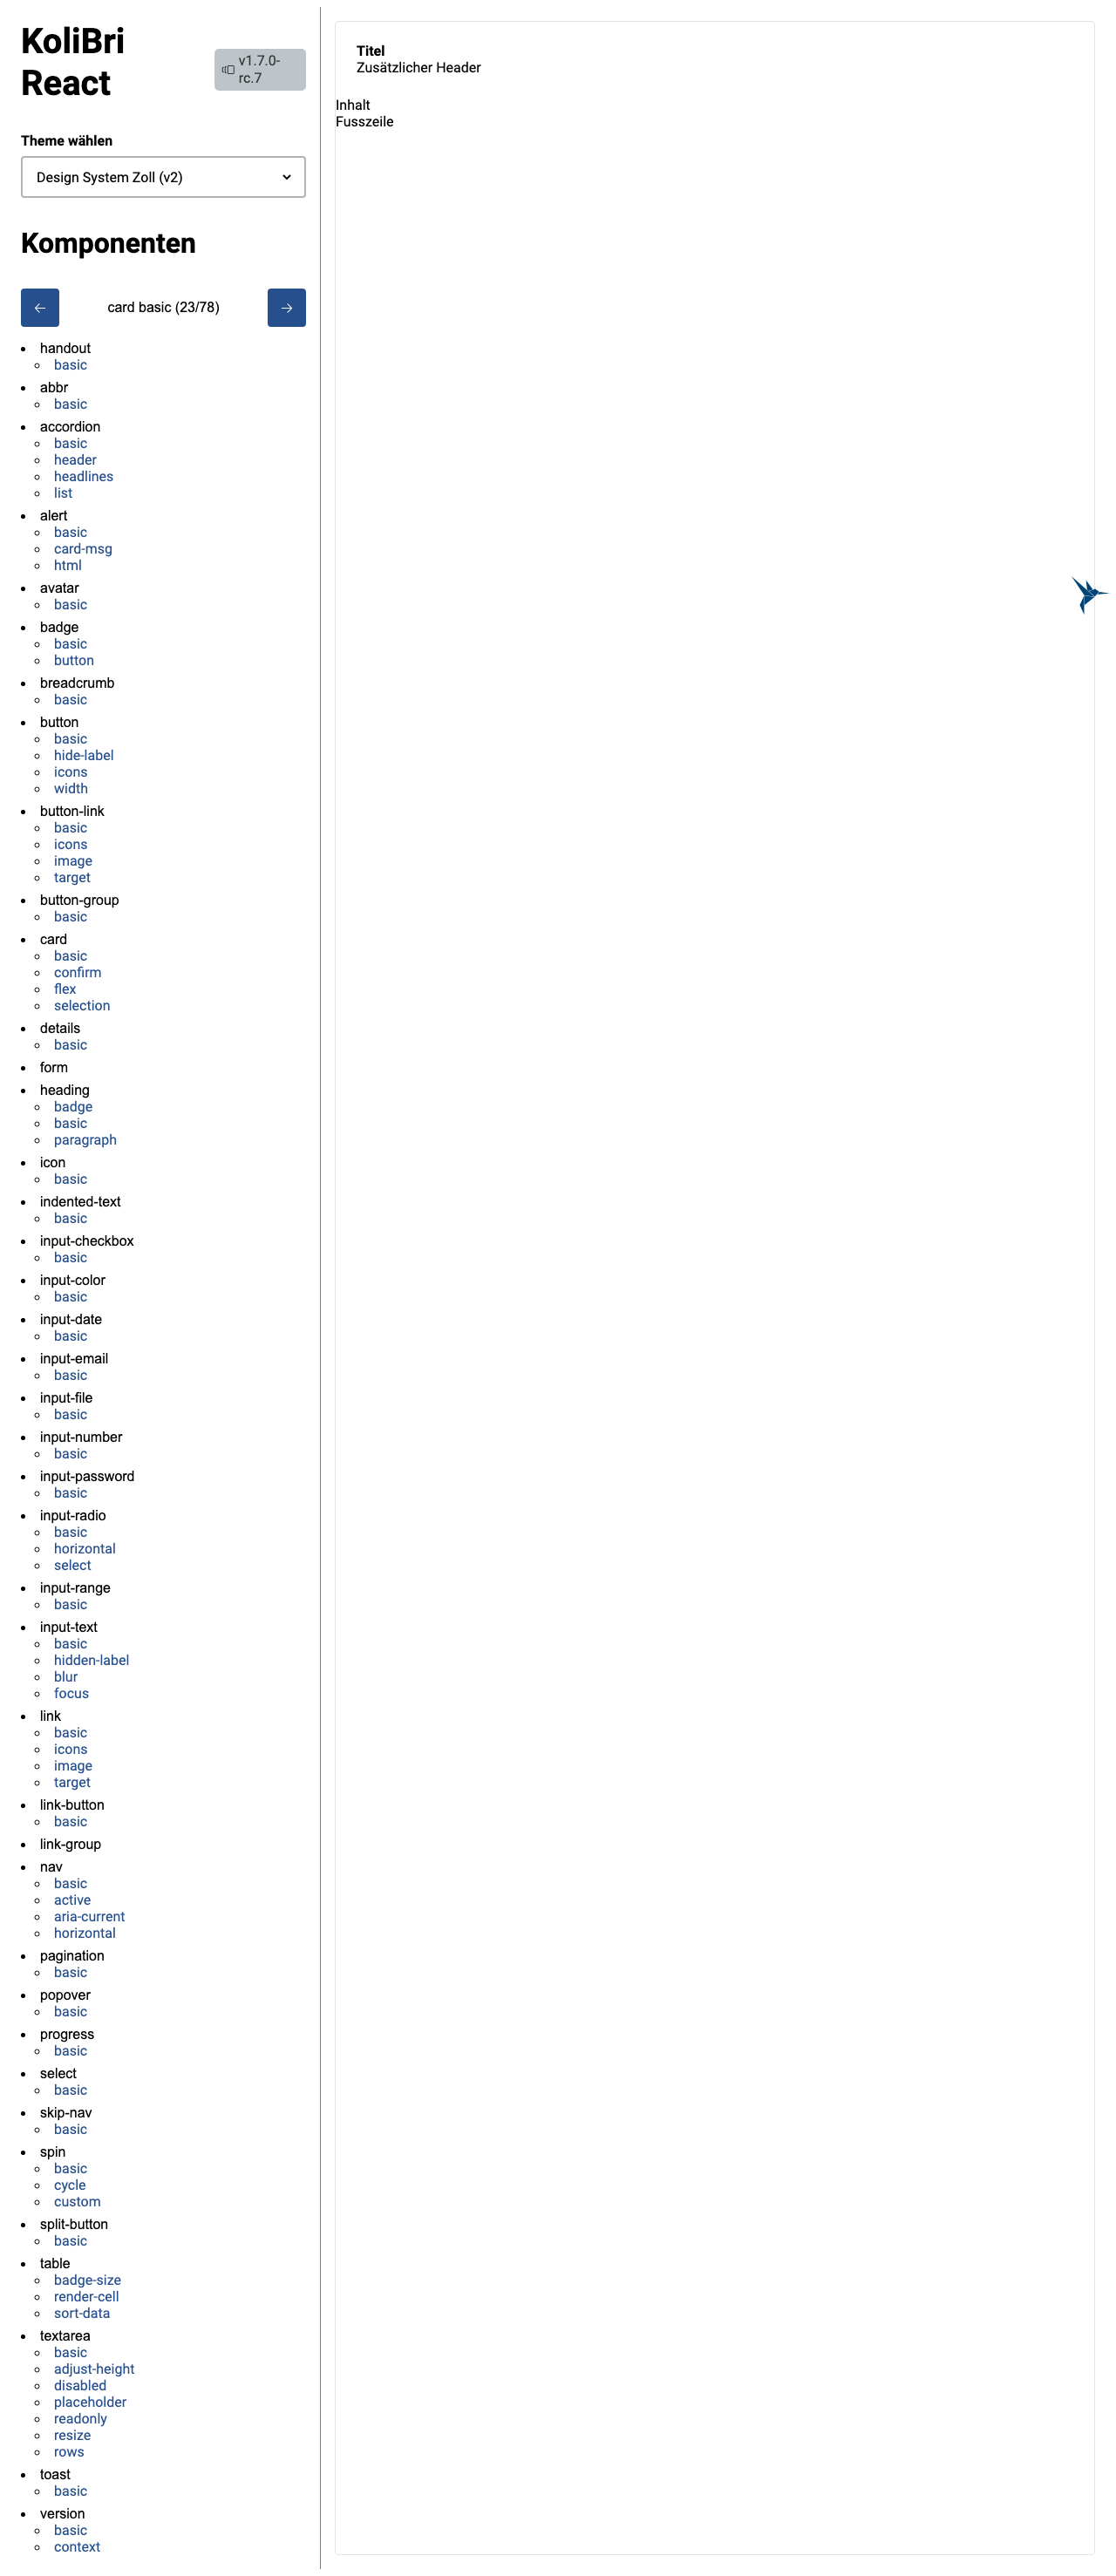 KoliBri
React
v1.7.0-
rc.7
Theme wählen
Design System Zoll (v2)
Komponenten
card basic (23/78)
handout
basic
abbr
basic
accordion
basic
header
headlines
list
alert
basic
card-msg
html
avatar
basic
badge
basic
button
breadcrumb
basic
button
basic
hide-label
icons
width
button-link
basic
icons
image
target
button-group
basic
card
basic
confirm
flex
selection
details
basic
form
heading
badge
basic
paragraph
icon
basic
indented-text
basic
input-checkbox
basic
input-color
basic
input-date
basic
input-email
basic
input-file
basic
input-number
basic
input-password
basic
input-radio
basic
horizontal
select
input-range
basic
input-text
basic
hidden-label
blur
focus
link
basic
icons
image
target
link-button
basic
link-group
nav
basic
active
aria-current
horizontal
pagination
basic
popover
basic
progress
basic
select
basic
skip-nav
basic
spin
basic
cycle
custom
split-button
basic
table
badge-size
render-cell
sort-data
textarea
basic
adjust-height
disabled
placeholder
readonly
resize
rows
toast
basic
version
basic
context
Titel
Zusätzlicher Header
Inhalt
Fusszeile